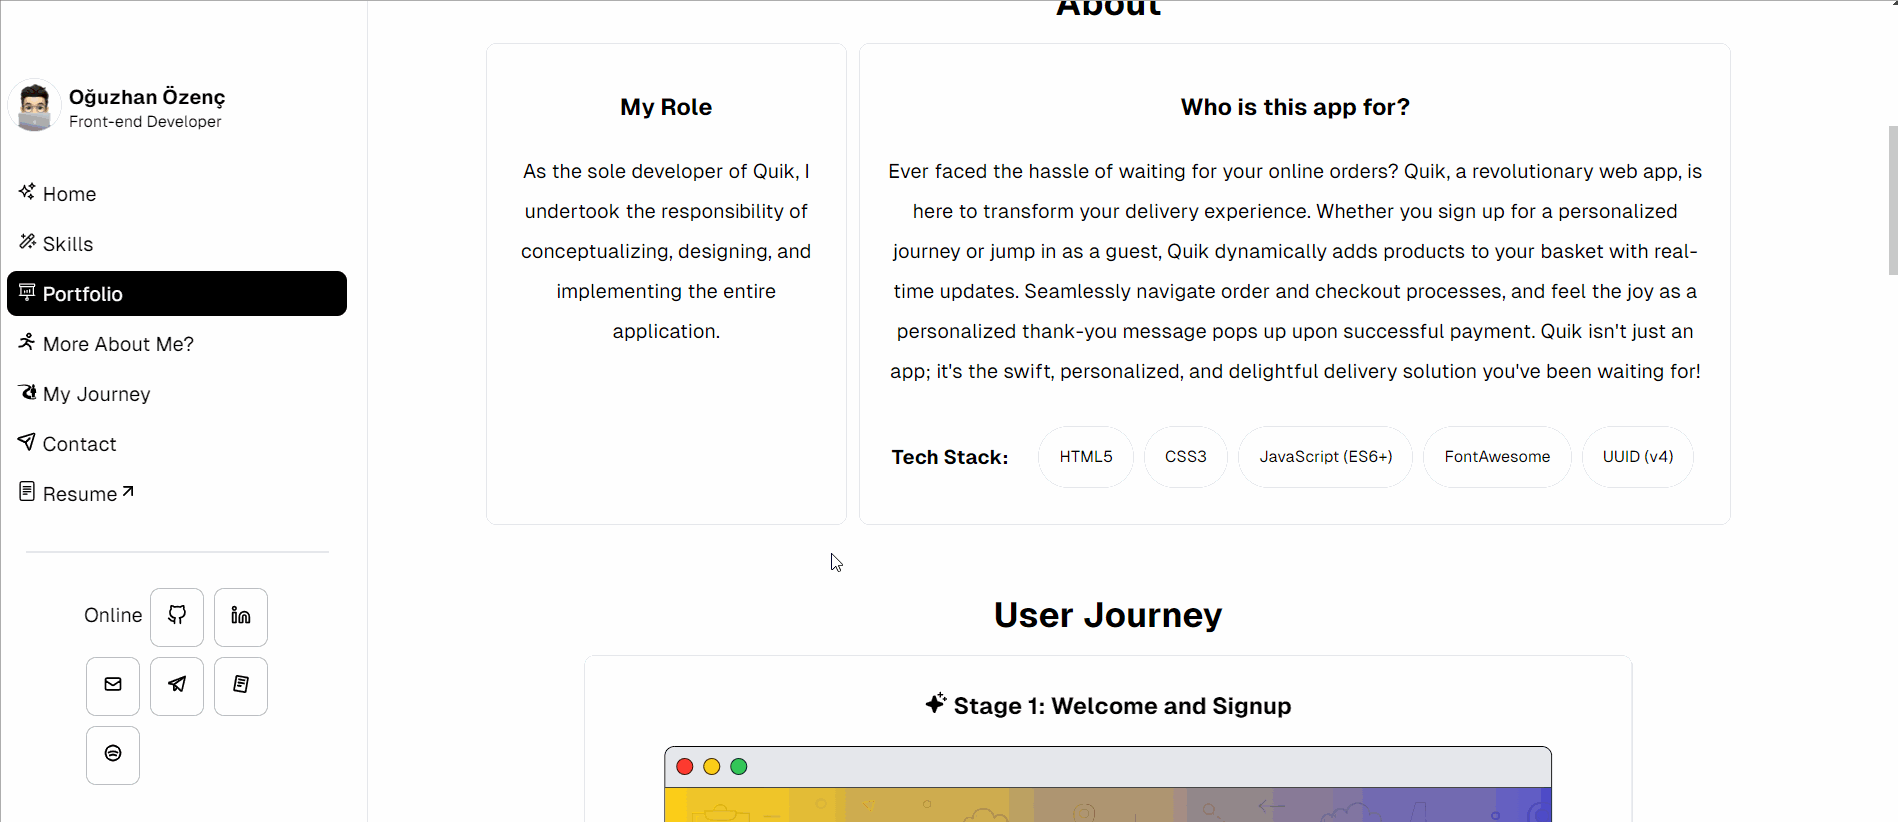 Oğuzhan Özenç
Front-end Developer
Home
Skills
Portfolio
More About Me?
My Journey
Contact
Resume
Online
About
My Role
As the sole developer of Quik, I
undertook the responsibility of
conceptualizing, designing, and
implementing the entire
application.
Who is this app for?
Ever faced the hassle of waiting for your online orders? Quik, a revolutionary web app, is
here to transform your delivery experience. Whether you sign up for a personalized
journey or jump in as a guest, Quik dynamically adds products to your basket with real-
time updates. Seamlessly navigate order and checkout processes, and feel the joy as a
personalized thank-you message pops up upon successful payment. Quik isn't just an
app; it's the swift, personalized, and delightful delivery solution you've been waiting for!
Tech Stack: HTML5 CSS3 JavaScript (ES6+) FontAwesome UUID (v4)
User Journey
Stage 1: Welcome and Signup